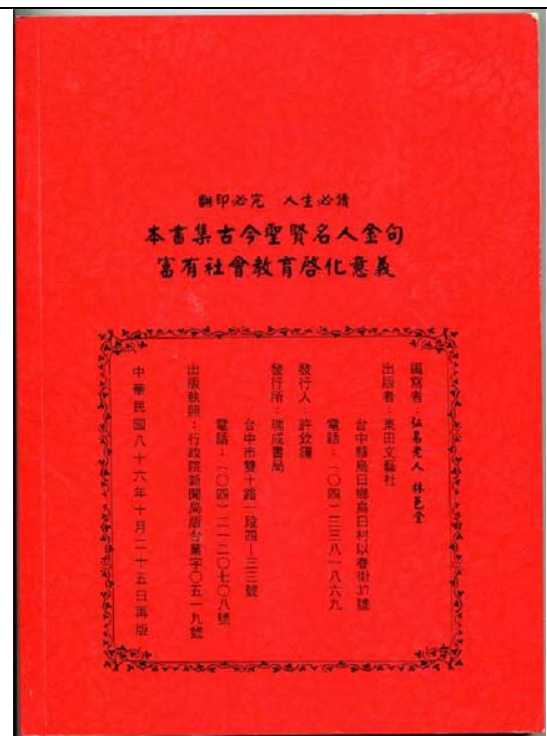 翻印必究　人生必讀
本書集古今聖賢名人金句
富有社會教育啓化意義
編寫者：弘易老人 林邑全
出版者：東田文藝社
台中縣烏日鄉烏日村以春街37號
電話：(〇四)三三八一八六九
發行人：許欽鐘
發行所：瑞成書局
台中市雙十路一段四—三三號
電話：(〇四)二一二〇七〇八號
出版執照：行政院新聞局版台業字〇五一九號
中華民國八十六年十月二十五日再版